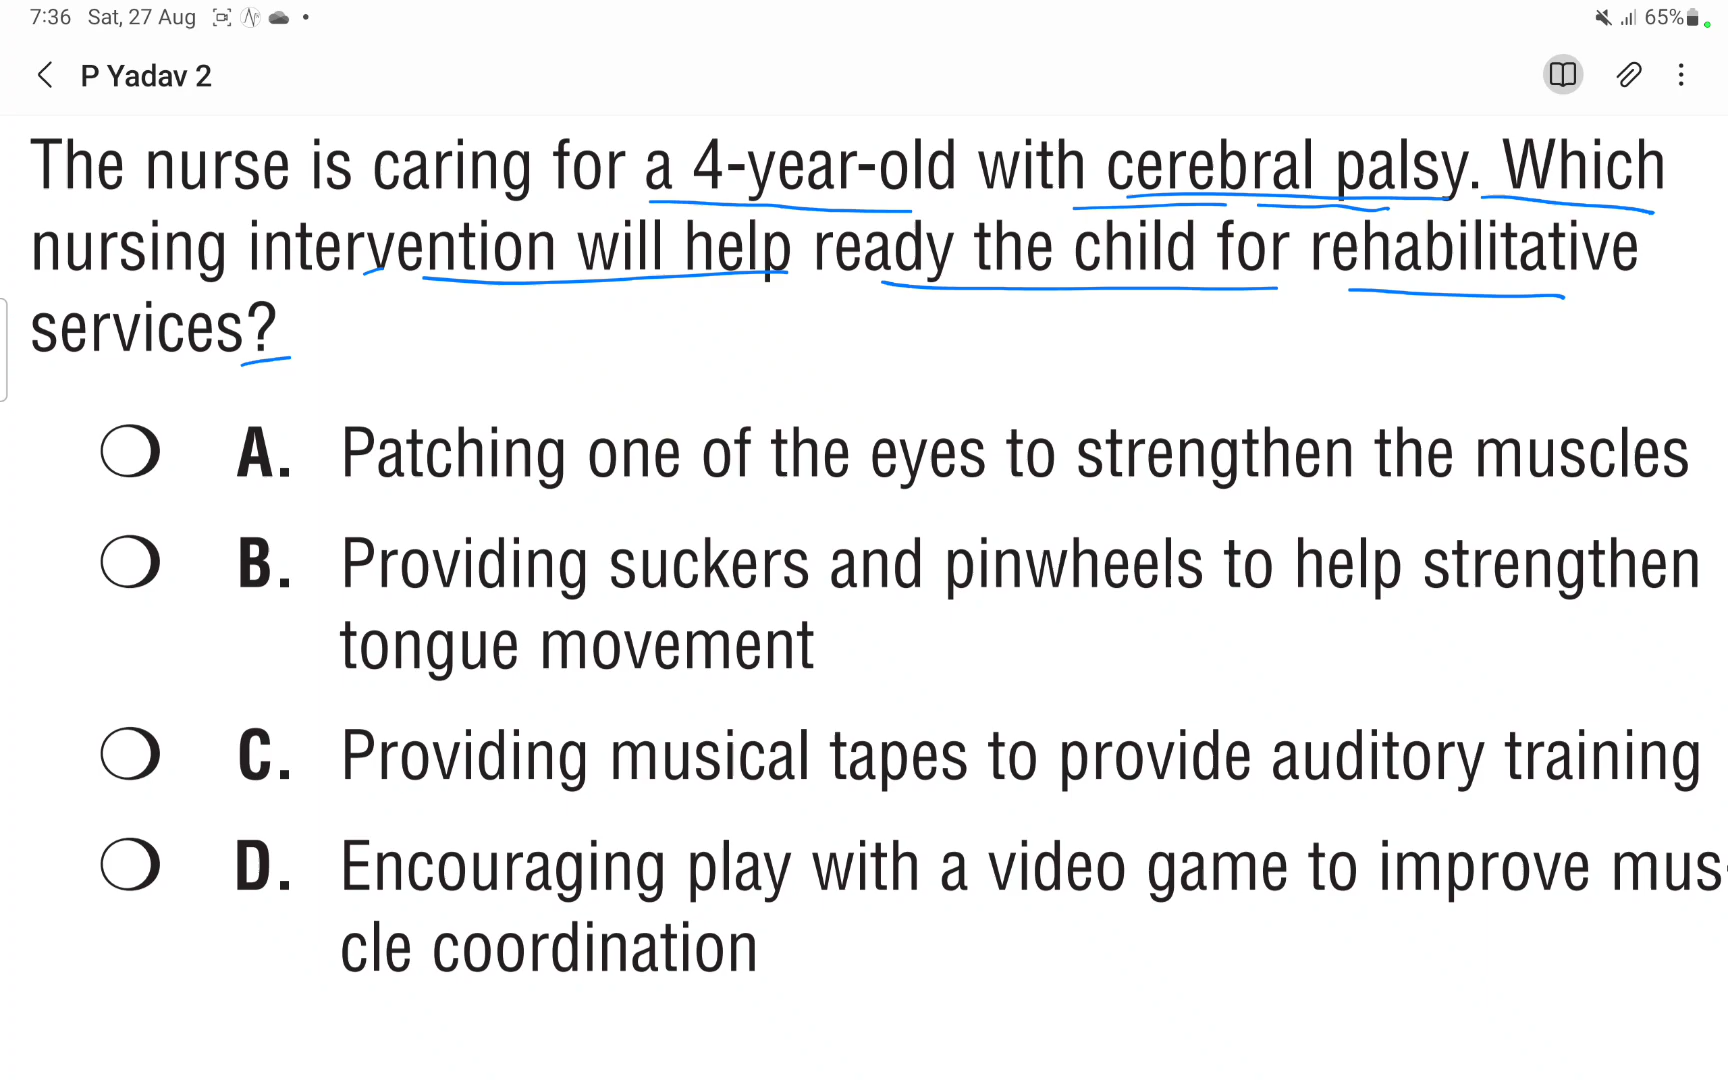 7:36 Sat, 27 Aug
65%
P Yadav 2
The nurse is caring for a 4-year-old with cerebral palsy. Which
nursing intervention will help ready the child for rehabilitative
services?
A. Patching one of the eyes to strengthen the muscles
B. Providing suckers and pinwheels to help strengthen
tongue movement
C. Providing musical tapes to provide auditory training
D. Encouraging play with a video game to improve mus-
cle coordination